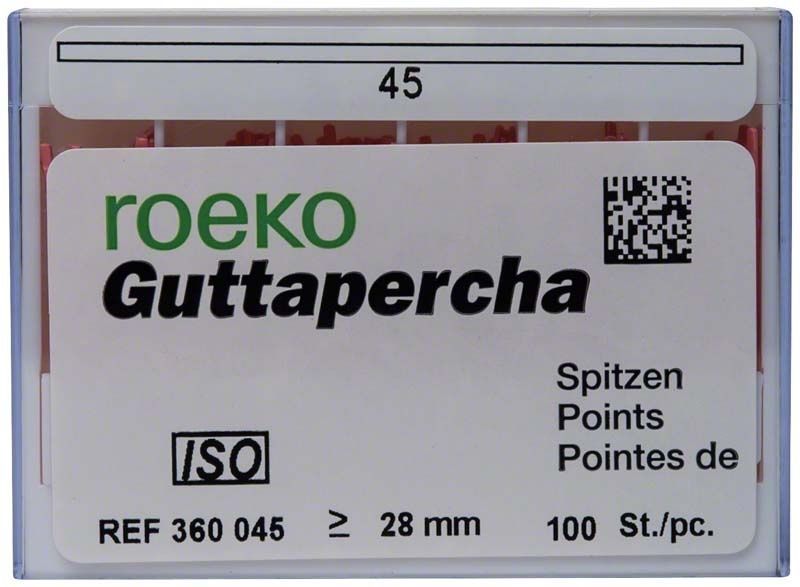 45
roeko
Guttapercha
Spitzen
Points
Pointes de
ISO
REF 360 045 ≥ 28 mm 100 St./pc.